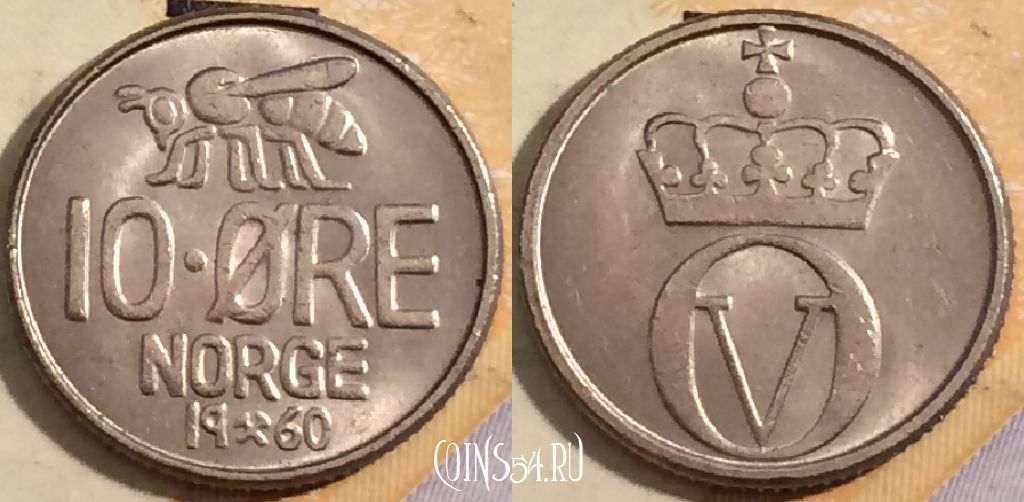 10·ØRE
NORGE
19 60
OV
COINS54.RU